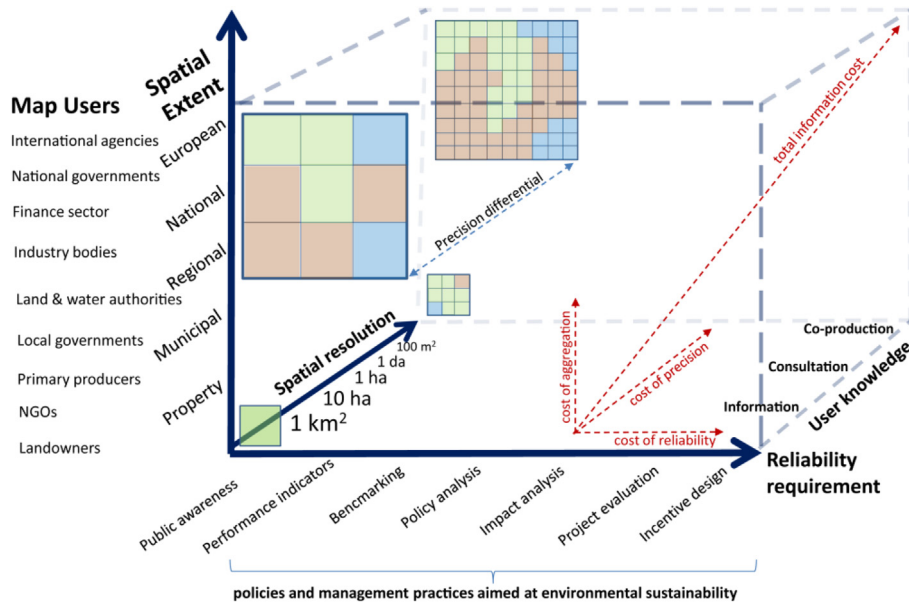 Spatial
Extent
Map Users
International agencies
National governments
Finance sector
Industry bodies
Land & water authorities
Local governments
Primary producers
NGOs
Landowners
European
National
Regional
Municipal
Property
Precision differential
total information cost
Spatial resolution
100 m²
1 da
1 ha
10 ha
1 km²
cost of aggregation
cost of precision
cost of reliability
Co-production
Consultation
Information
User knowledge
Reliability
requirement
Public awareness
Performance indicators
Bencmarking
Policy analysis
Impact analysis
Project evaluation
Incentive design
policies and management practices aimed at environmental sustainability